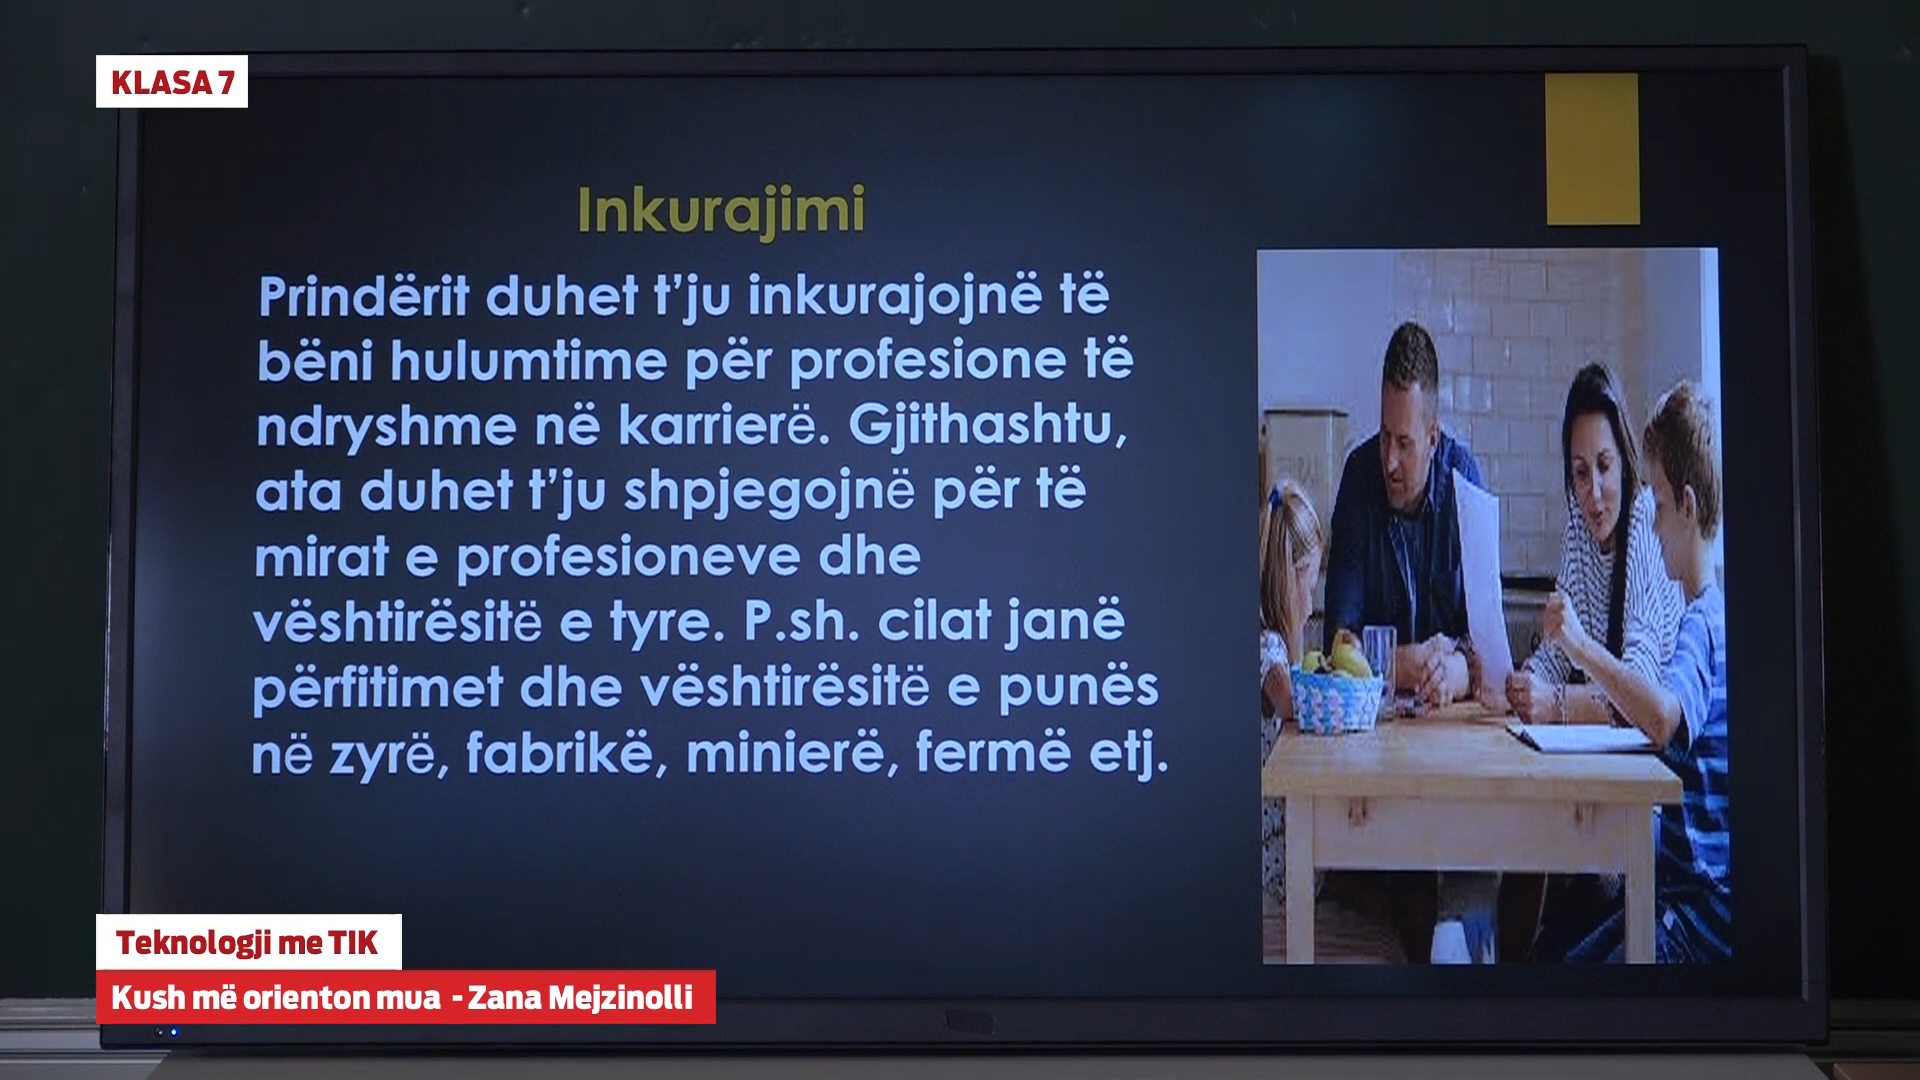 KLASA 7
Inkurajimi
Prindërit duhet t’ju inkurajojnë të
bëni hulumtime për profesione të
ndryshme në karrierë. Gjithashtu,
ata duhet t’ju shpjegojnë për të
mirat e profesioneve dhe
vështirësitë e tyre. P.sh. cilat janë
përfitimet dhe vështirësitë e punës
në zyrë, fabrikë, minierë, fermë etj.
Teknologji me TIK
Kush më orienton mua - Zana Mejzinolli